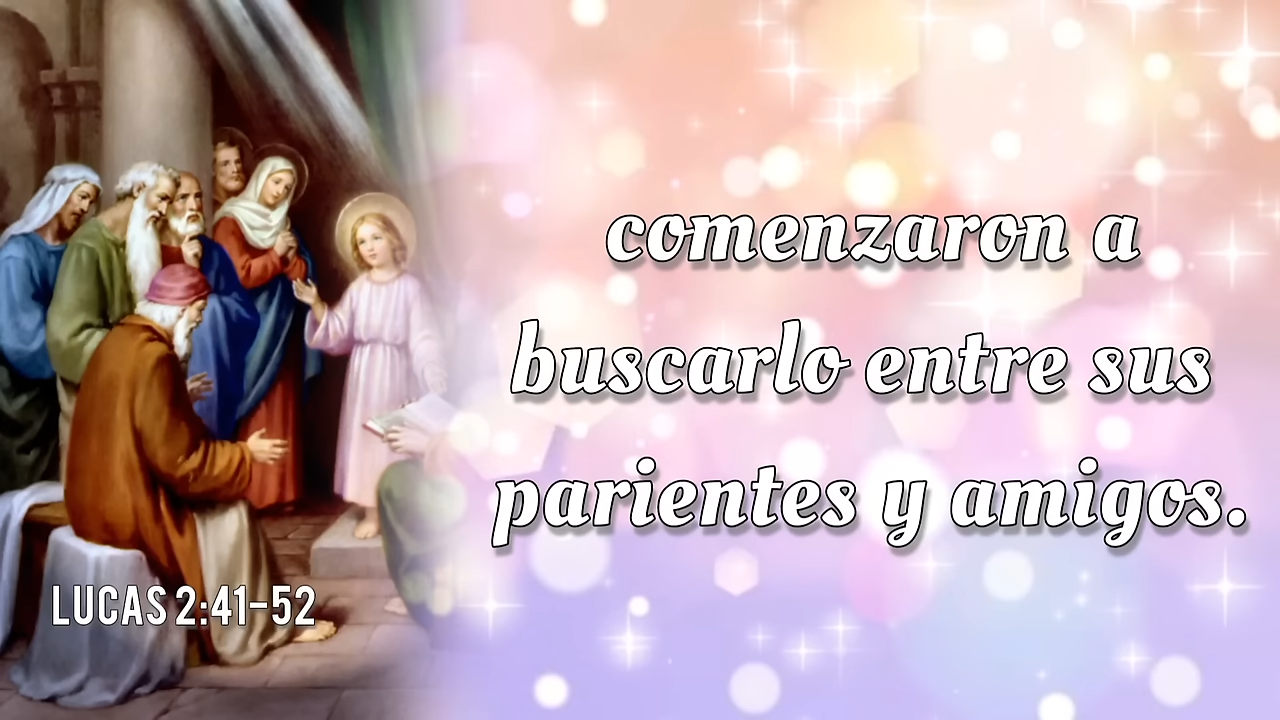 comenzaron a
buscarlo entre sus
parientes y amigos.
LUCAS 2:41-52